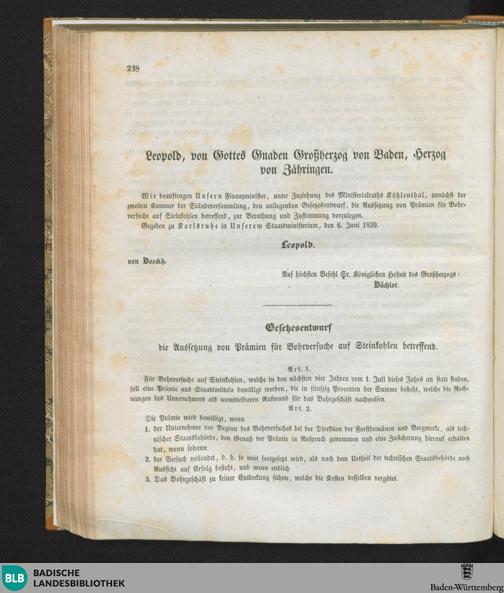 238
Leopold, von Gottes Gnaden Großherzog von Baden, Herzog
von Zähringen.
Wir beauftragen Unsern Finanzminister, unter Zuziehung des Ministerialraths Kühlenthal, zunächst der
zweiten Kammer der Ständeversammlung, den anliegenden Gesetzesentwurf, die Aussetzung von Prämien für Bohr-
versuche auf Steinkohlen betreffend, zur Berathung und Zustimmung vorzulegen.
Gegeben zu Karlsruhe in Unserem Staatsministerium, den 6. Juni 1839.
Leopold.
von Boeckh.
Auf höchsten Befehl Sr. Königlichen Hoheit des Großherzogs:
Büchler.
Gesetzesentwurf
die Aussetzung von Prämien für Bohrversuche auf Steinkohlen betreffend.
Art. 1.
Für Bohrversuche auf Steinkohlen, welche in den nächsten vier Jahren vom 1. Juli dieses Jahrs an statt finden,
soll eine Prämie aus Staatsmitteln bewilligt werden, die in fünfzig Procenten der Summe besteht, welche die Rech-
nungen des Unternehmers als unmittelbaren Aufwand für das Bohrgeschäft nachweisen.
Art. 2.
Die Prämie wird bewilligt, wenn
1. der Unternehmer vor Beginn des Bohrversuches bei der Direktion der Forstdomänen und Bergwerke, als tech-
nischer Staatsbehörde, den Genuß der Prämie in Anspruch genommen und eine Zusicherung hierauf erhalten
hat, wenn sodann
2. der Versuch vollendet, d. h. so weit fortgesetzt wird, als nach dem Urtheil der technischen Staatsbehörde noch
Aussicht auf Erfolg besteht, und wenn endlich
3. Das Bohrgeschäft zu keiner Entdeckung führte, welche die Kosten desselben vergütet.
BLB
BADISCHE
LANDESBIBLIOTHEK
Baden-Württemberg